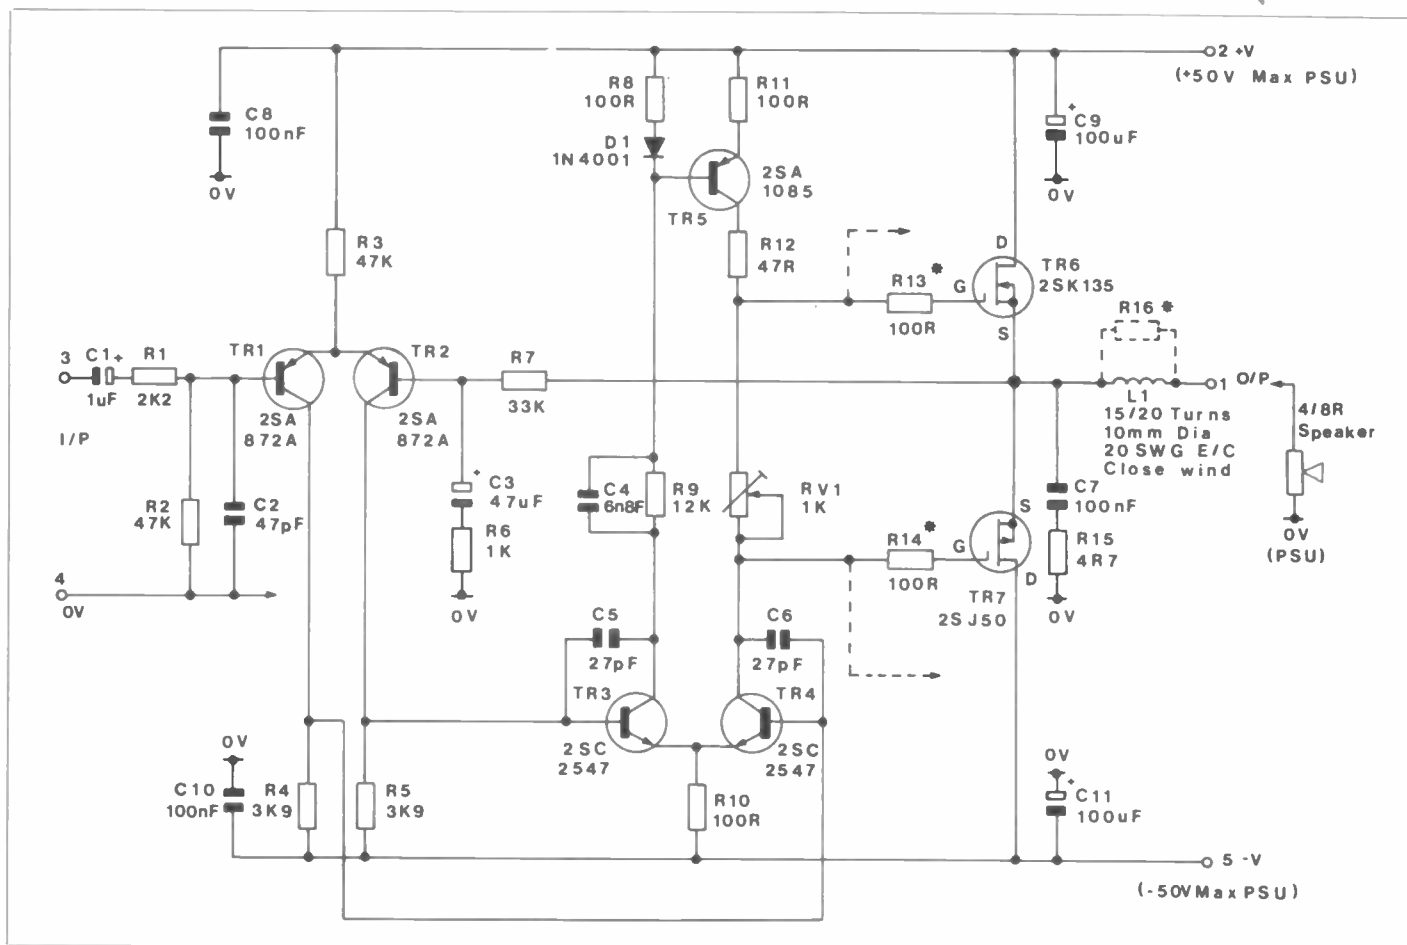 2 +V
(+50V Max PSU)
R8
100R
R11
100R
C8
100nF
0V
D1
1N4001
2SA
1085
TR5
C9
100uF
0V
R3
47K
R12
47R
D
TR6
2SK135
G
R13*
100R
S
R16*
3
C1+
1uF
R1
2K2
TR1
TR2
R7
33K
1 O/P
I/P
2SA
872A
2SA
872A
L1
15/20 Turns
10mm Dia
20 SWG E/C
Close wind
4/8R
Speaker
0V
(PSU)
R2
47K
C2
47pF
C3
+
47uF
R6
1K
0V
C4
6n8F
R9
12K
RV1
1K
R14*
100R
G
S
D
TR7
2SJ50
C7
100nF
R15
4R7
0V
4
0V
C5
27pF
C6
27pF
TR3
TR4
2SC
2547
2SC
2547
0V
C10
100nF
R4
3K9
R5
3K9
R10
100R
0V
+
C11
100uF
5 -V
(-50VMax PSU)